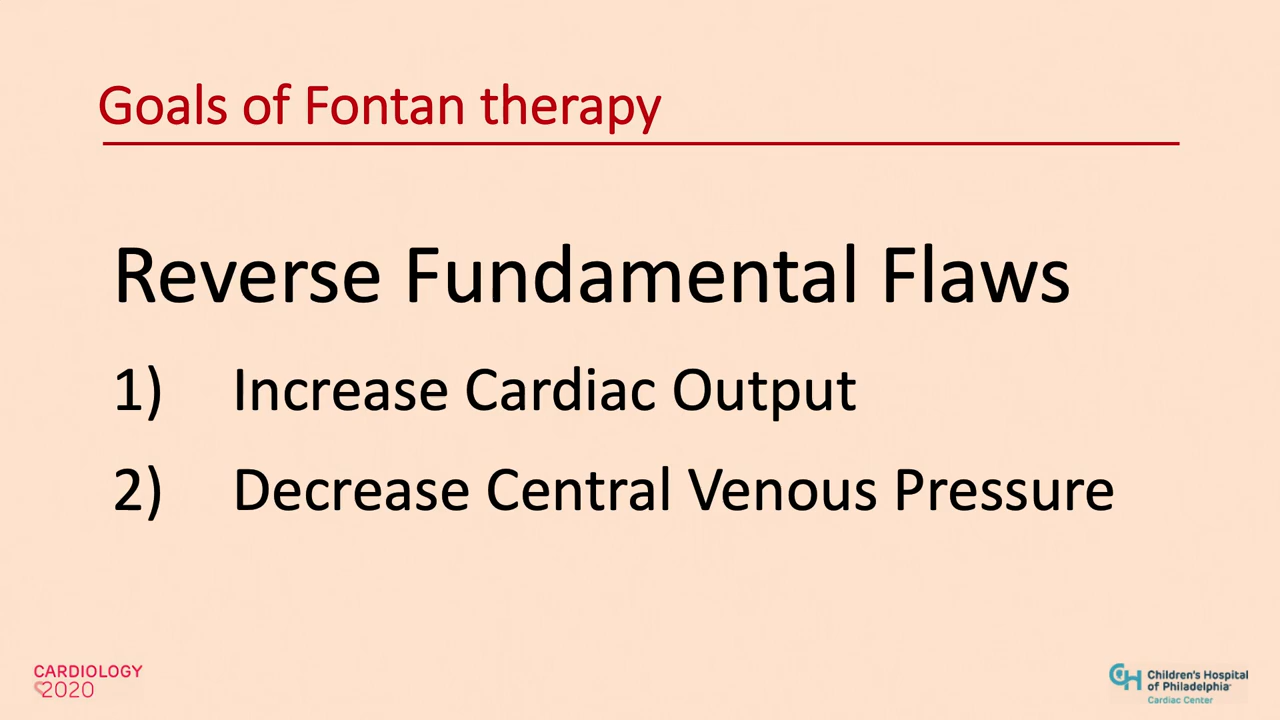 Goals of Fontan therapy
Reverse Fundamental Flaws
1) Increase Cardiac Output
2) Decrease Central Venous Pressure
CARDIOLOGY
2020
CH
Children's Hospital
of Philadelphia
Cardiac Center